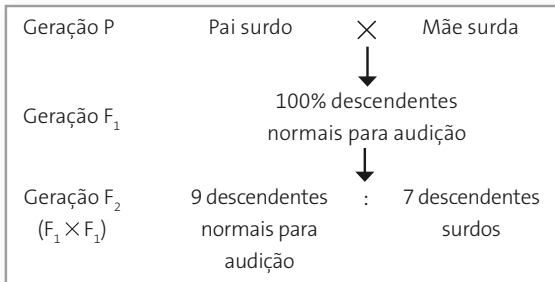 Geração P Pai surdo × Mãe surda
100% descendentes
Geração F₁
normais para audição
Geração F₂ 9 descendentes : 7 descendentes
(F₁ × F₁) normais para surdos
audição